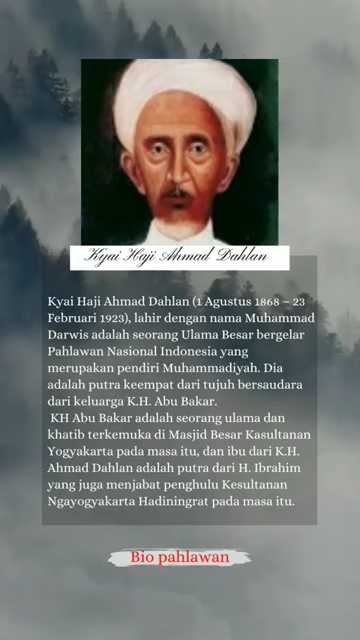 Kyai Haji Ahmad Dahlan
Kyai Haji Ahmad Dahlan (1 Agustus 1868 – 23
Februari 1923), lahir dengan nama Muhammad
Darwis adalah seorang Ulama Besar bergelar
Pahlawan Nasional Indonesia yang
merupakan pendiri Muhammadiyah. Dia
adalah putra keempat dari tujuh bersaudara
dari keluarga K.H. Abu Bakar.
KH Abu Bakar adalah seorang ulama dan
khatib terkemuka di Masjid Besar Kasultanan
Yogyakarta pada masa itu, dan ibu dari K.H.
Ahmad Dahlan adalah putra dari H. Ibrahim
yang juga menjabat penghulu Kesultanan
Ngayogyakarta Hadiningrat pada masa itu.
Bio pahlawan